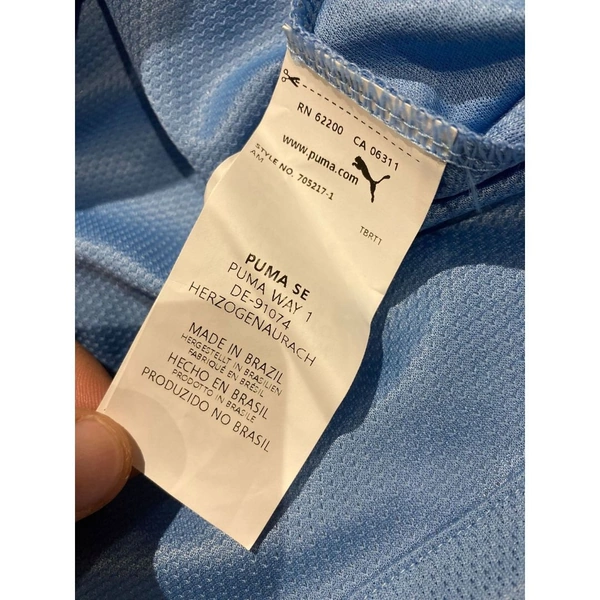 RN 62200 CA 06311
www.puma.com
STYLE NO. 705217-1
AM
TBRT1
PUMA SE
PUMA WAY 1
DE-91074
HERZOGENAURACH
MADE IN BRAZIL
HERGESTELLT IN BRASILIEN
FABRIQUÉ EN BRÉSIL
HECHO EN BRASIL
PRODOTTO IN BRASILE
PRODUZIDO NO BRASIL